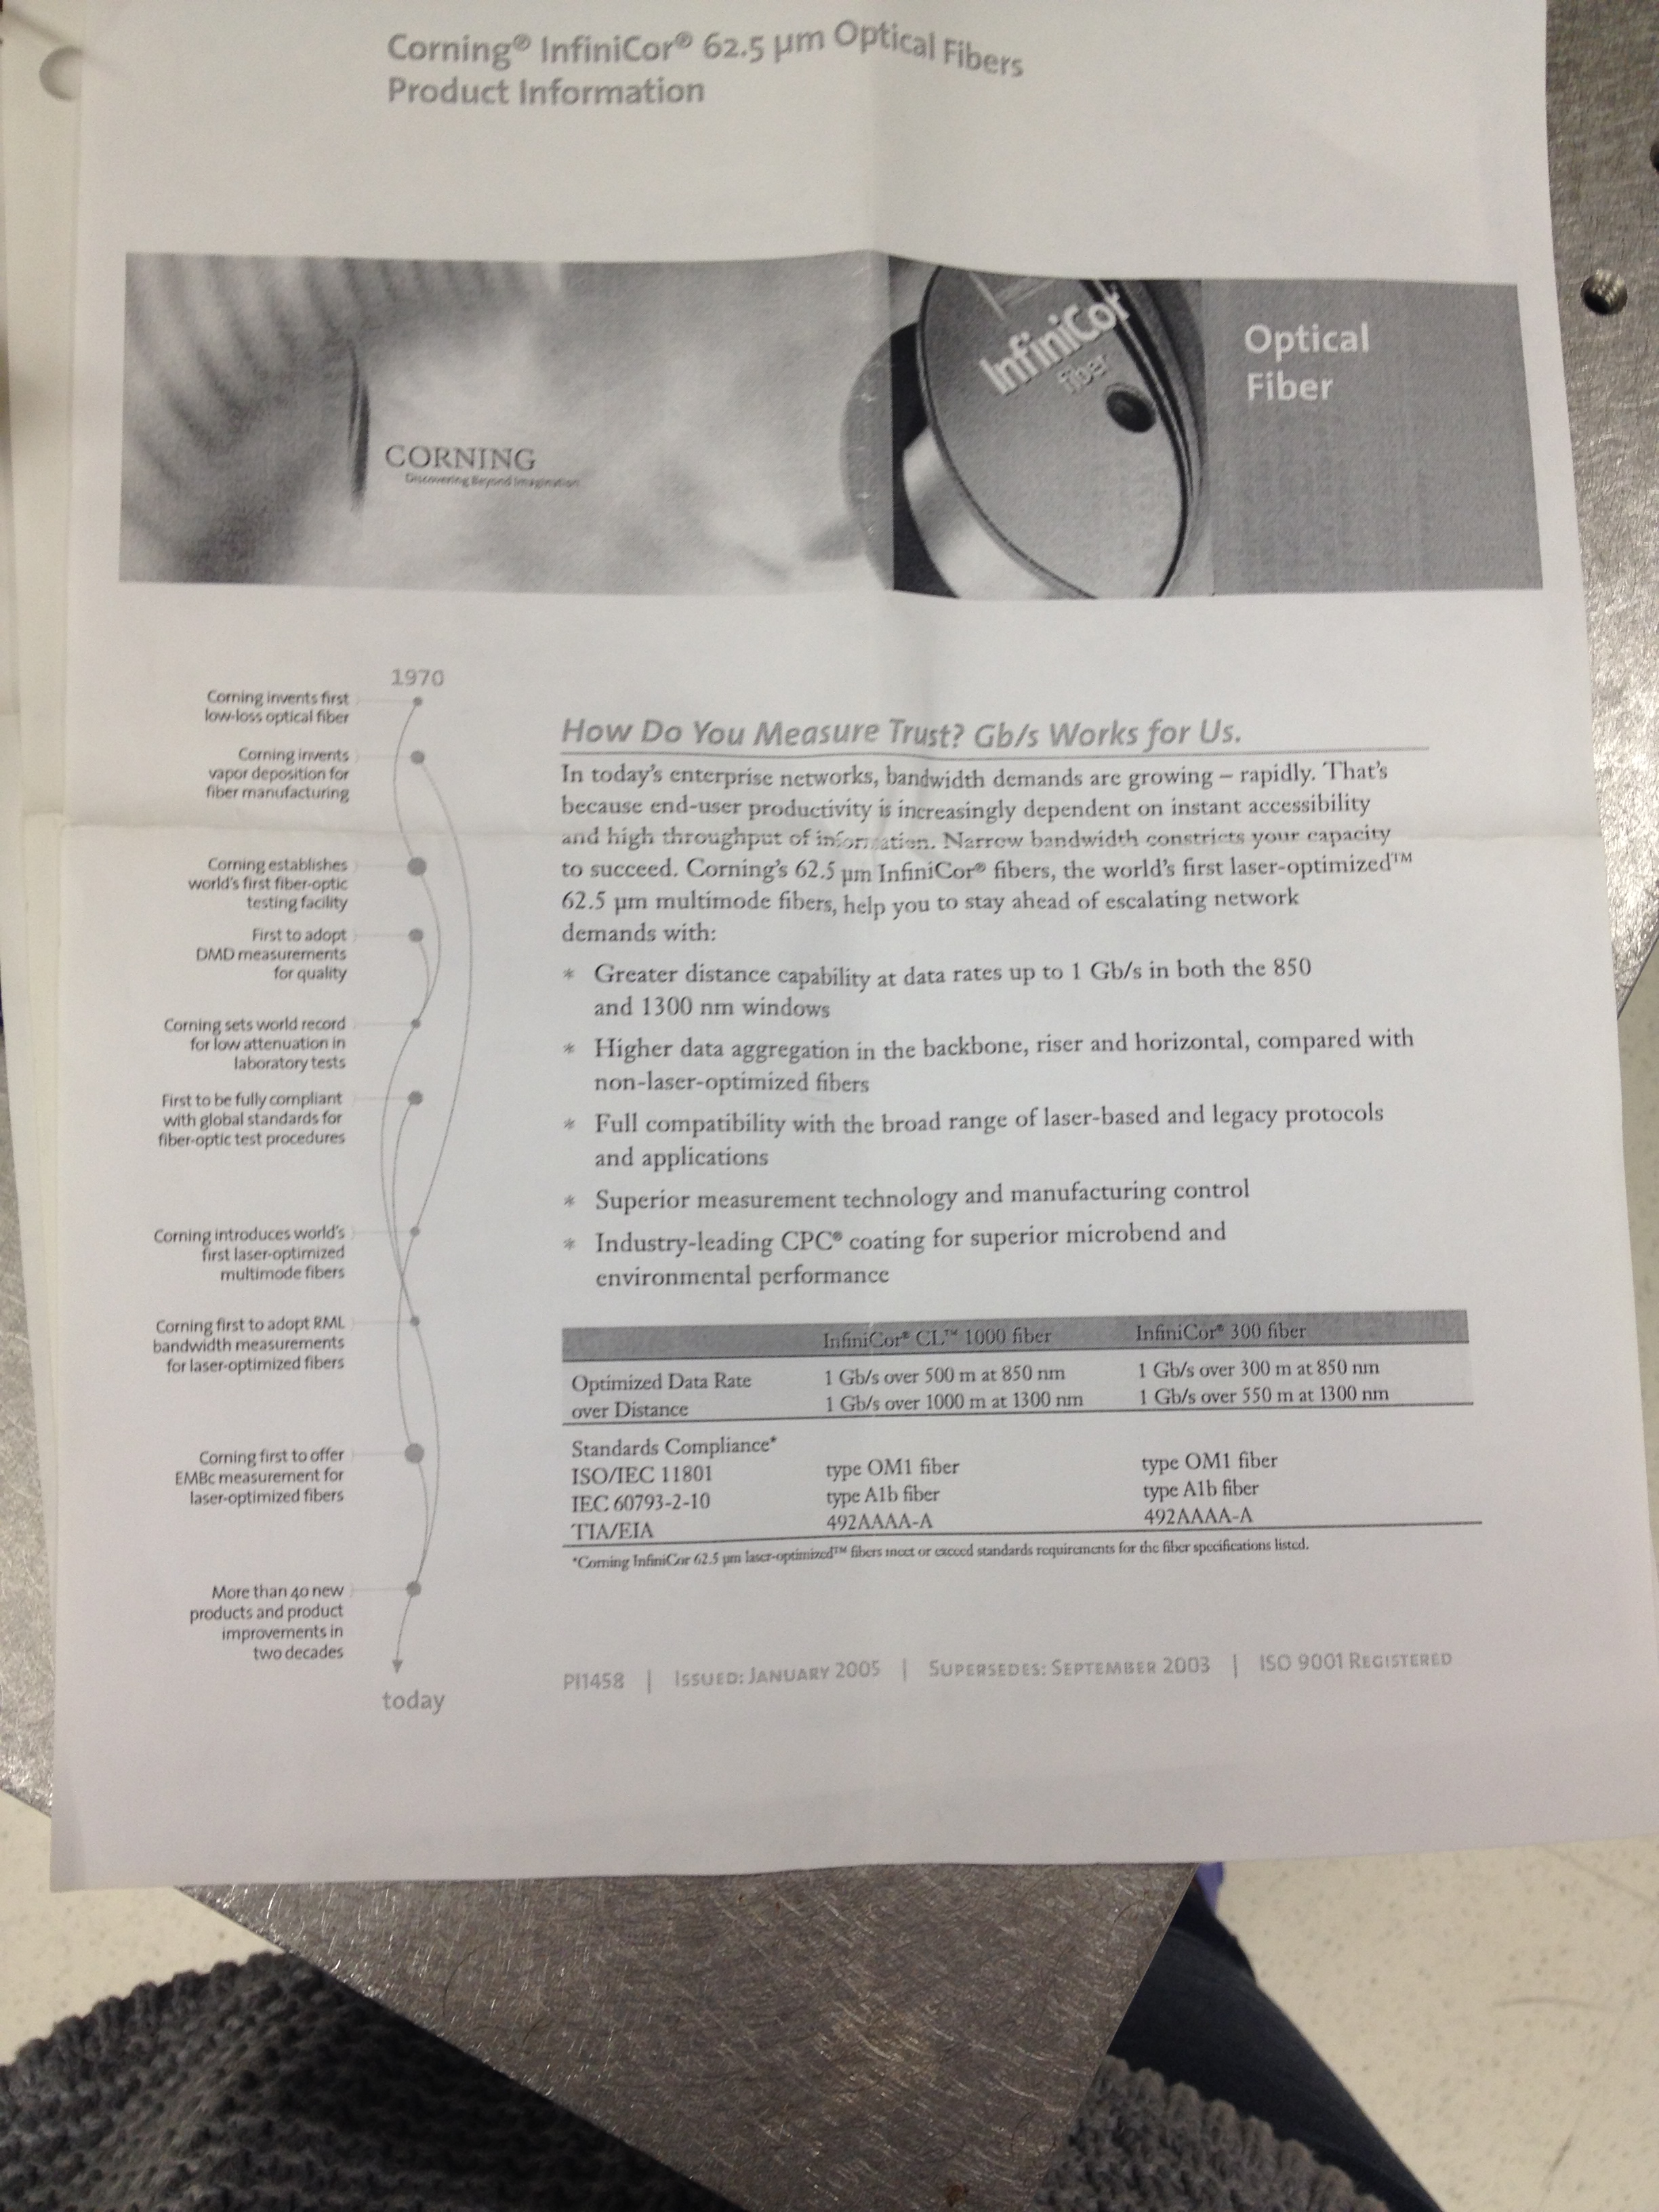 Corning® InfiniCor® 62.5 µm Optical Fibers
Product Information
InfiniCor
fiber
Optical
Fiber
CORNING
Discovering Beyond Imagination
1970
Corning invents first
low-loss optical fiber
Corning invents
vapor deposition for
fiber manufacturing
Corning establishes
world's first fiber-optic
testing facility
First to adopt
DMD measurements
for quality
Corning sets world record
for low attenuation in
laboratory tests
First to be fully compliant
with global standards for
fiber-optic test procedures
Corning introduces world's
first laser-optimized
multimode fibers
Corning first to adopt RML
bandwidth measurements
for laser-optimized fibers
Corning first to offer
EMBc measurement for
laser-optimized fibers
More than 40 new
products and product
improvements in
two decades
today
How Do You Measure Trust? Gb/s Works for Us.
In today's enterprise networks, bandwidth demands are growing – rapidly. That's
because end-user productivity is increasingly dependent on instant accessibility
and high throughput of information. Narrow bandwidth constricts your capacity
to succeed. Corning's 62.5 µm InfiniCor® fibers, the world's first laser-optimized™
62.5 µm multimode fibers, help you to stay ahead of escalating network
demands with:
* Greater distance capability at data rates up to 1 Gb/s in both the 850
and 1300 nm windows
* Higher data aggregation in the backbone, riser and horizontal, compared with
non-laser-optimized fibers
* Full compatibility with the broad range of laser-based and legacy protocols
and applications
* Superior measurement technology and manufacturing control
* Industry-leading CPC® coating for superior microbend and
environmental performance
InfiniCor® CL™ 1000 fiber InfiniCor® 300 fiber
Optimized Data Rate 1 Gb/s over 500 m at 850 nm 1 Gb/s over 300 m at 850 nm
over Distance 1 Gb/s over 1000 m at 1300 nm 1 Gb/s over 550 m at 1300 nm
Standards Compliance*
ISO/IEC 11801 type OM1 fiber type OM1 fiber
IEC 60793-2-10 type A1b fiber type A1b fiber
TIA/EIA 492AAAA-A 492AAAA-A
*Corning InfiniCor 62.5 µm laser-optimized™ fibers meet or exceed standards requirements for the fiber specifications listed.
PI1458 | ISSUED: JANUARY 2005 | SUPERSEDES: SEPTEMBER 2003 | ISO 9001 REGISTERED